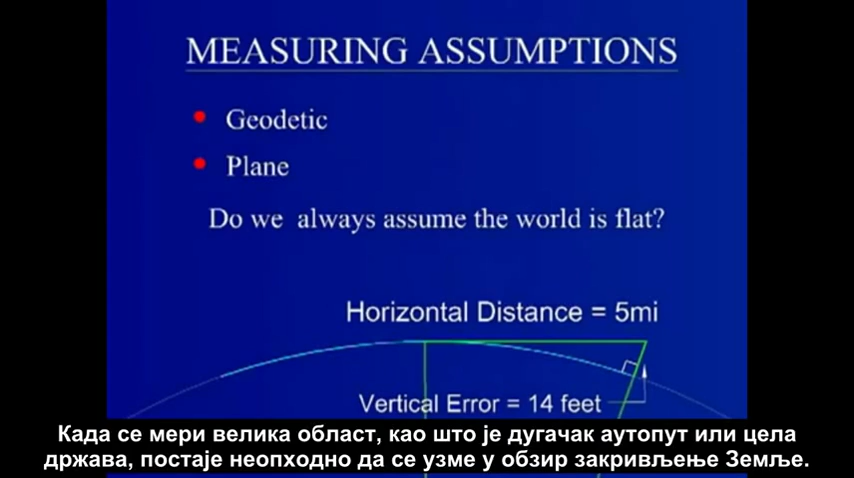 MEASURING ASSUMPTIONS
Geodetic
Plane
Do we always assume the world is flat?
Horizontal Distance = 5mi
Vertical Error = 14 feet
Када се мери велика област, као што је дугачак аутопут или цела
држава, постаје неопходно да се узме у обзир закривљење Земље.